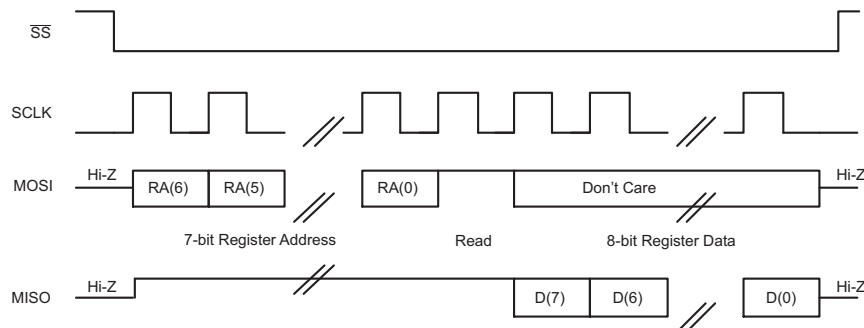 SS
SCLK
Hi-Z
MOSI
RA(6)
RA(5)
RA(0)
Don't Care
Hi-Z
7-bit Register Address
Read
8-bit Register Data
Hi-Z
MISO
D(7)
D(6)
D(0)
Hi-Z